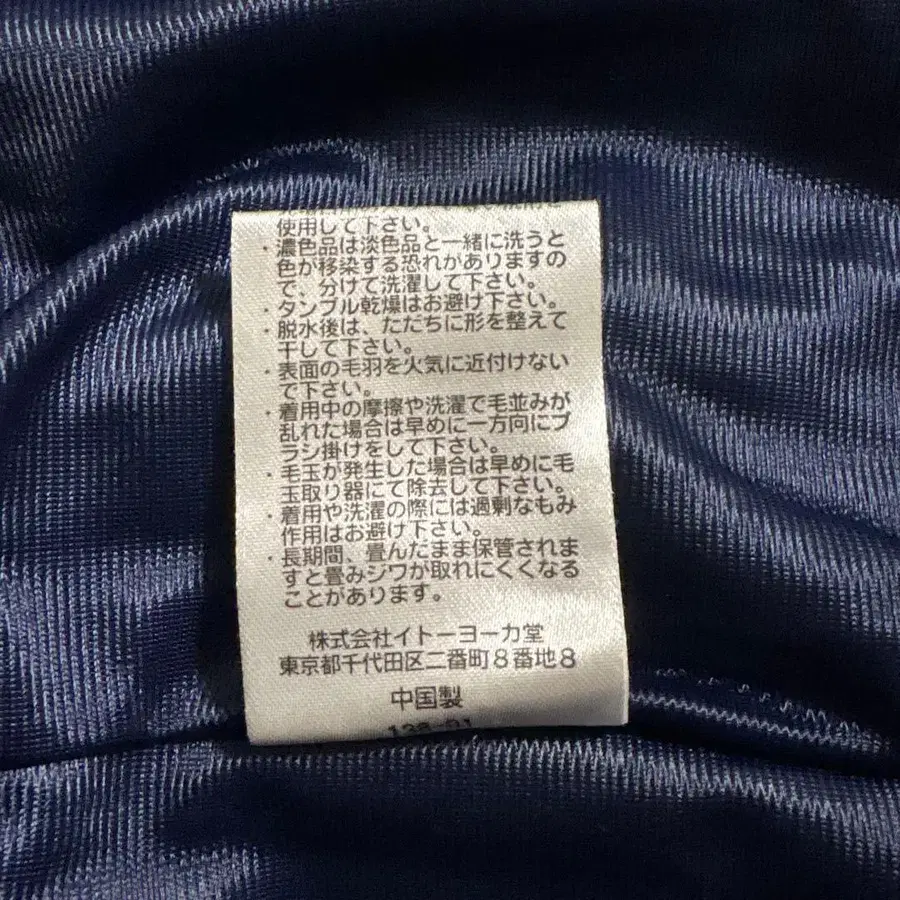 使用して下さい。
・濃色品は淡色品と一緒に洗うと
色が移染する恐れがありますの
で、分けて洗濯して下さい。
・タンブル乾燥はお避け下さい。
・脱水後は、ただちに形を整えて
干して下さい。
・表面の毛羽を火気に近付けない
で下さい。
・着用中の摩擦や洗濯で毛並みが
乱れた場合は早めに一方向にブ
ラシ掛けをして下さい。
・毛玉が発生した場合は早めに毛
玉取り器にて除去して下さい。
・着用や洗濯の際には過剰なもみ
作用はお避け下さい。
・長期間、畳んだまま保管されま
すと畳みジワが取れにくくなる
ことがあります。
株式会社イトーヨーカ堂
東京都千代田区二番町８番地８
中国製